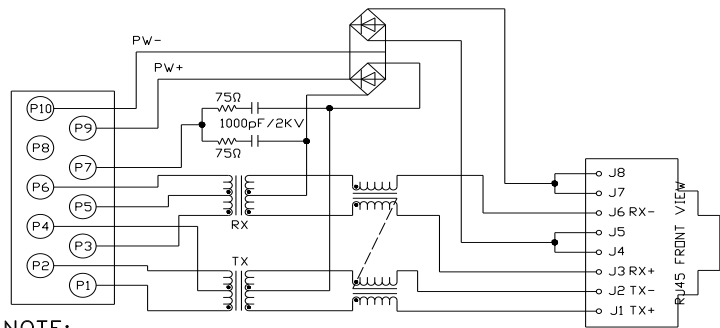 PW-
PW+
75Ω
1000pF/2KV
75Ω
P10
P9
P8
P7
P6
P5
P4
P3
P2
P1
RX
TX
J8
J7
J6 RX-
J5
J4
J3 RX+
J2 TX-
J1 TX+
RJ45 FRONT VIEW
NOTE: